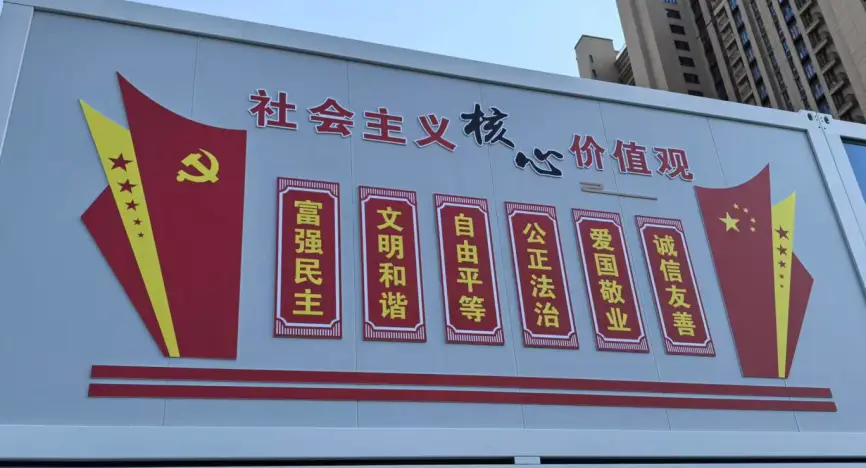 社会主义核心价值观
富强民主
文明和谐
自由平等
公正法治
爱国敬业
诚信友善